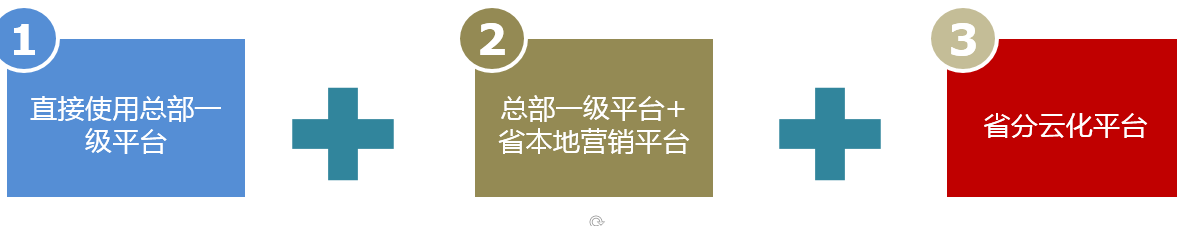 1
直接使用总部一
级平台
2
总部一级平台+
省本地营销平台
3
省分云化平台